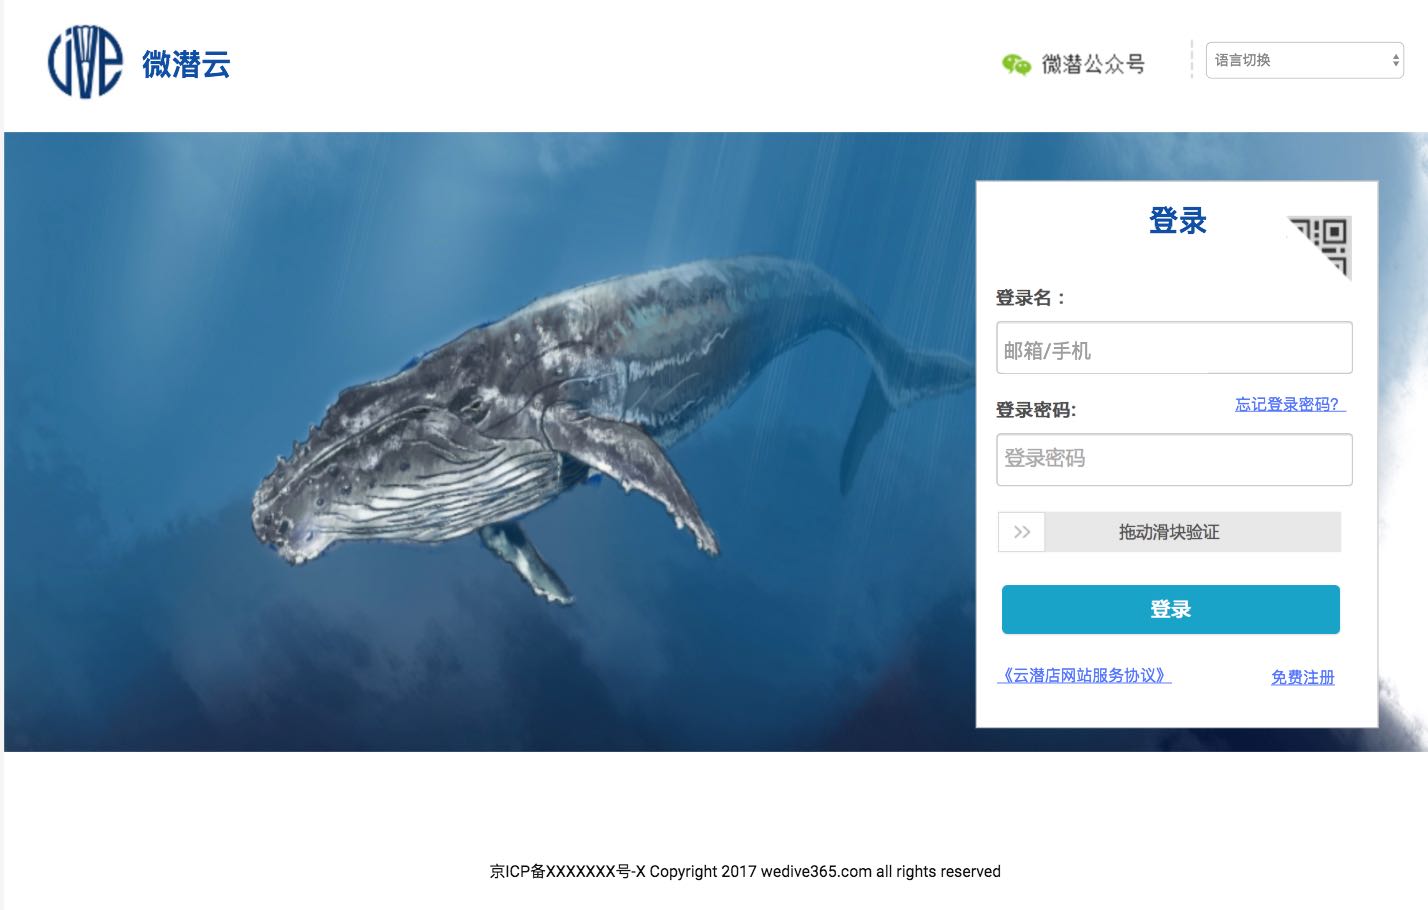 微潜云
微潜公众号
语言切换
登录
登录名：
邮箱/手机
登录密码:
忘记登录密码?
登录密码
>> 拖动滑块验证
登录
《云潜店网站服务协议》
免费注册
京ICP备XXXXXXX号-X Copyright 2017 wedive365.com all rights reserved